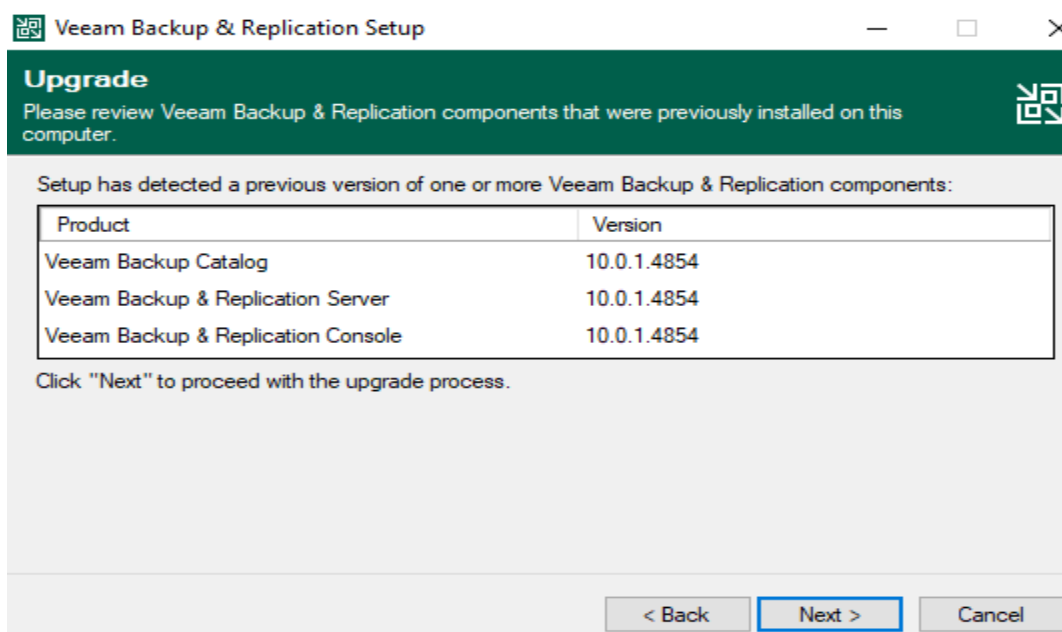 Veeam Backup & Replication Setup
Upgrade
Please review Veeam Backup & Replication components that were previously installed on this
computer.
Setup has detected a previous version of one or more Veeam Backup & Replication components:
Product Version
Veeam Backup Catalog 10.0.1.4854
Veeam Backup & Replication Server 10.0.1.4854
Veeam Backup & Replication Console 10.0.1.4854
Click "Next" to proceed with the upgrade process.
< Back Next > Cancel